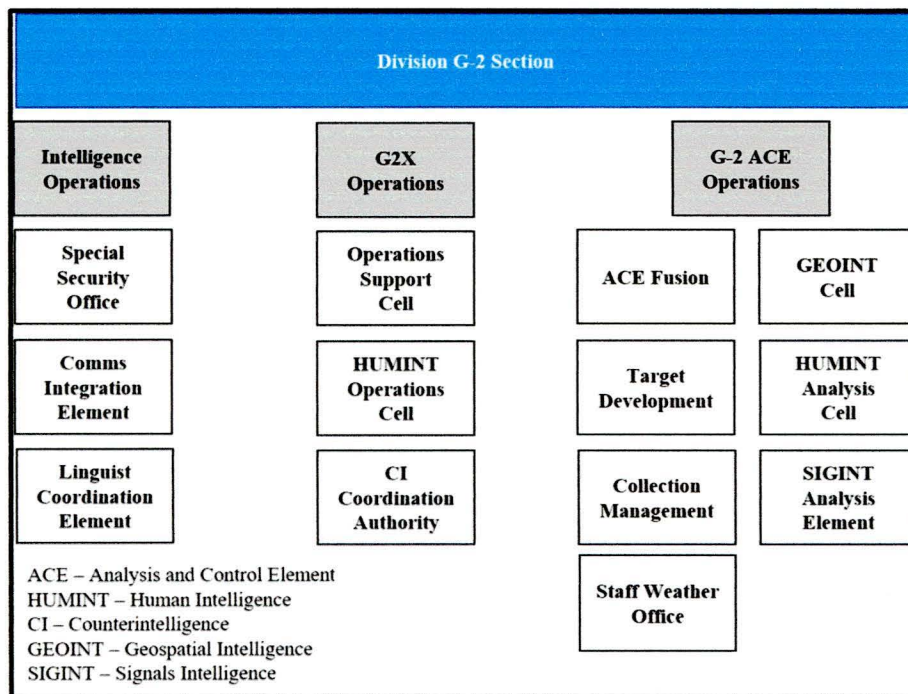 Division G-2 Section
Intelligence
Operations
Special
Security
Office
Comms
Integration
Element
Linguist
Coordination
Element
G2X
Operations
Operations
Support
Cell
HUMINT
Operations
Cell
CI
Coordination
Authority
G-2 ACE
Operations
ACE Fusion
Target
Development
Collection
Management
Staff Weather
Office
GEOINT
Cell
HUMINT
Analysis
Cell
SIGINT
Analysis
Element
ACE – Analysis and Control Element
HUMINT – Human Intelligence
CI – Counterintelligence
GEOINT – Geospatial Intelligence
SIGINT – Signals Intelligence